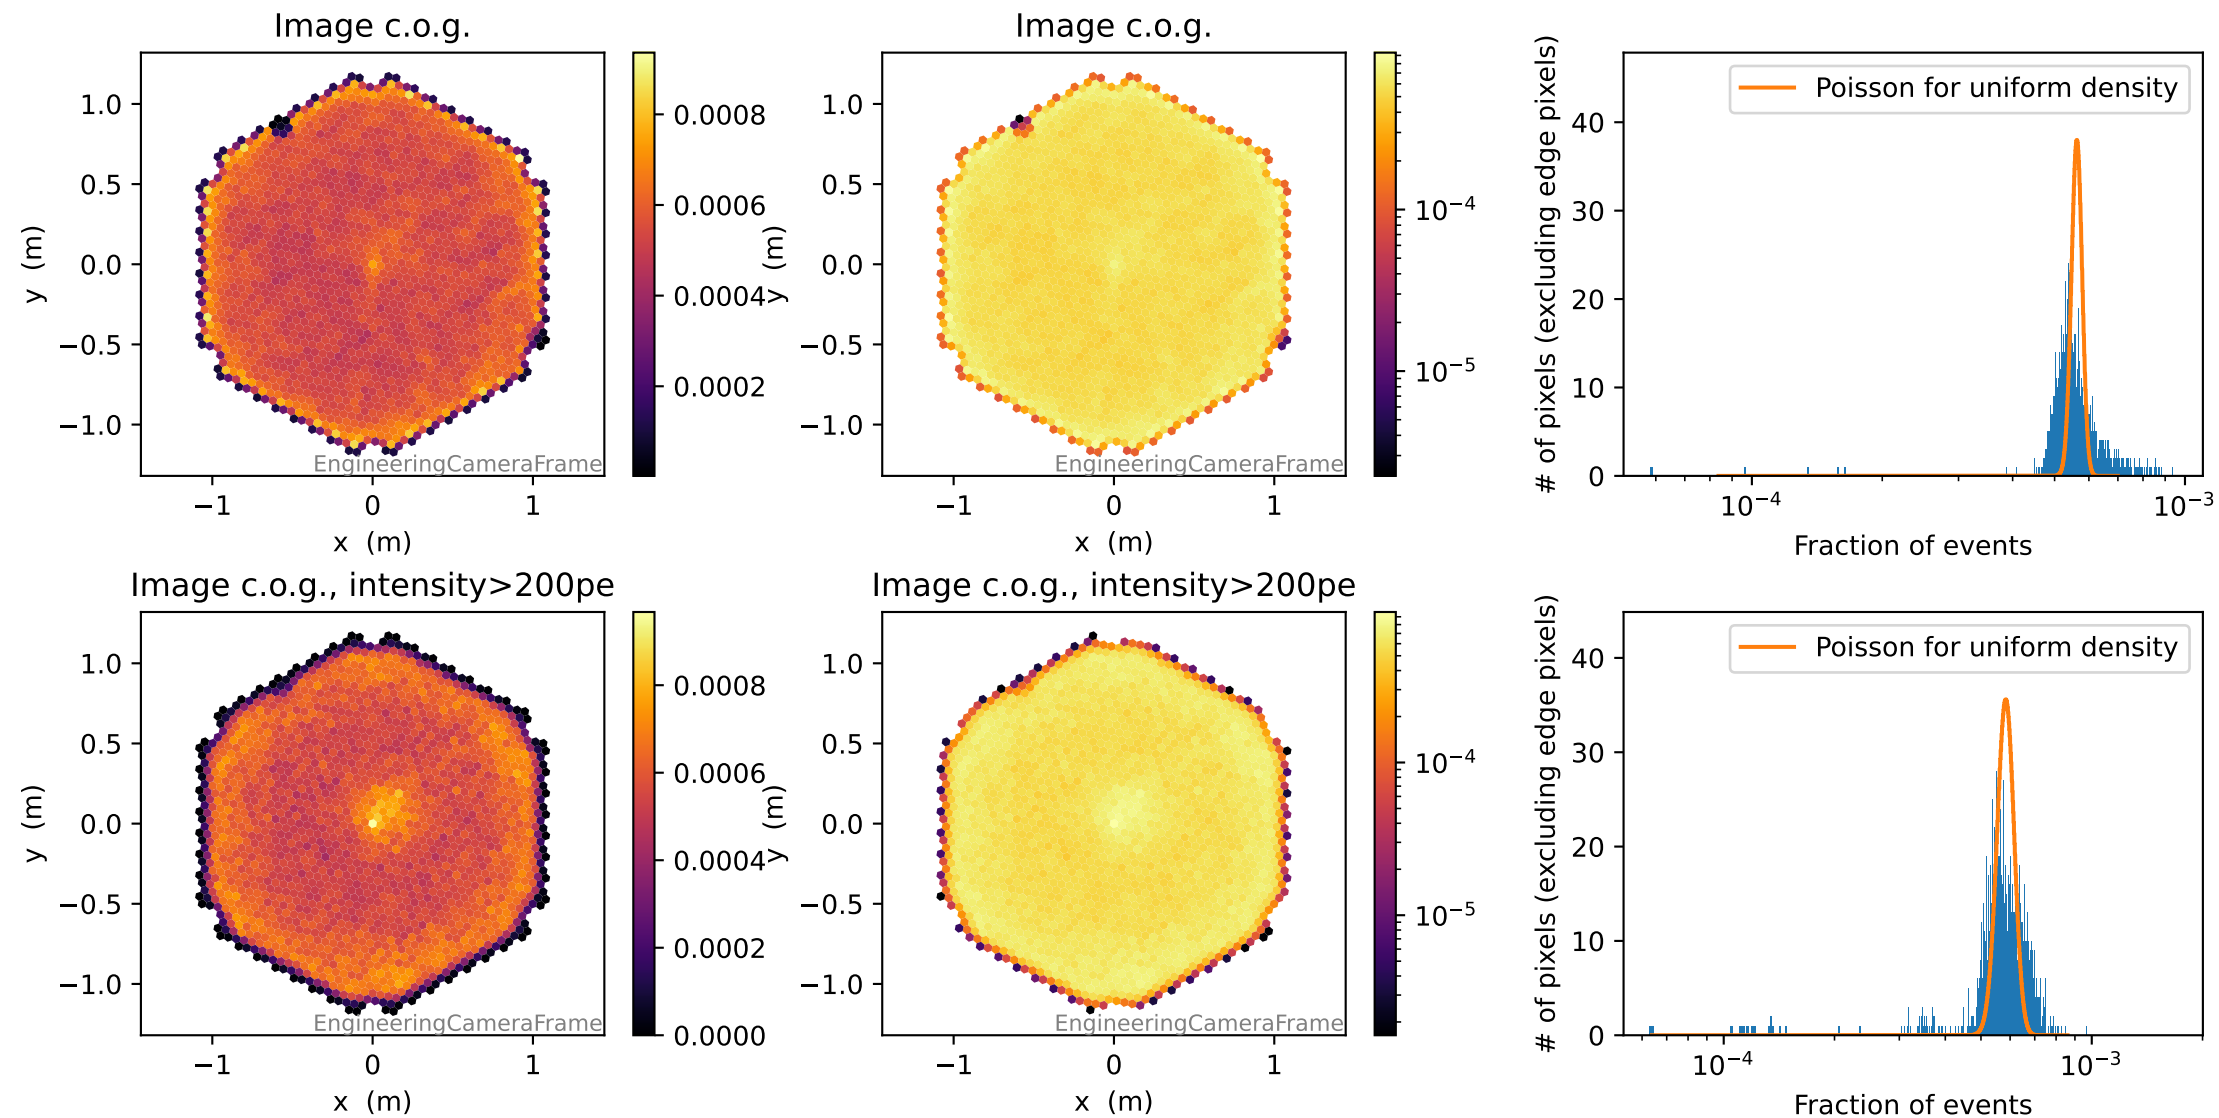 Image c.o.g.
1.0
0.5
0.0
−0.5
−1.0
y (m)
−1
0
1
x (m)
EngineeringCameraFrame
0.0008
0.0006
0.0004
0.0002
Image c.o.g.
1.0
0.5
0.0
−0.5
−1.0
y (m)
−1
0
1
x (m)
EngineeringCameraFrame
10⁻⁴
10⁻⁵
# of pixels (excluding edge pixels)
40
30
20
10
0
Poisson for uniform density
10⁻⁴
10⁻³
Fraction of events
Image c.o.g., intensity>200pe
1.0
0.5
0.0
−0.5
−1.0
y (m)
−1
0
1
x (m)
EngineeringCameraFrame
0.0008
0.0006
0.0004
0.0002
0.0000
Image c.o.g., intensity>200pe
1.0
0.5
0.0
−0.5
−1.0
y (m)
−1
0
1
x (m)
EngineeringCameraFrame
10⁻⁴
10⁻⁵
# of pixels (excluding edge pixels)
40
30
20
10
0
Poisson for uniform density
10⁻⁴
10⁻³
Fraction of events